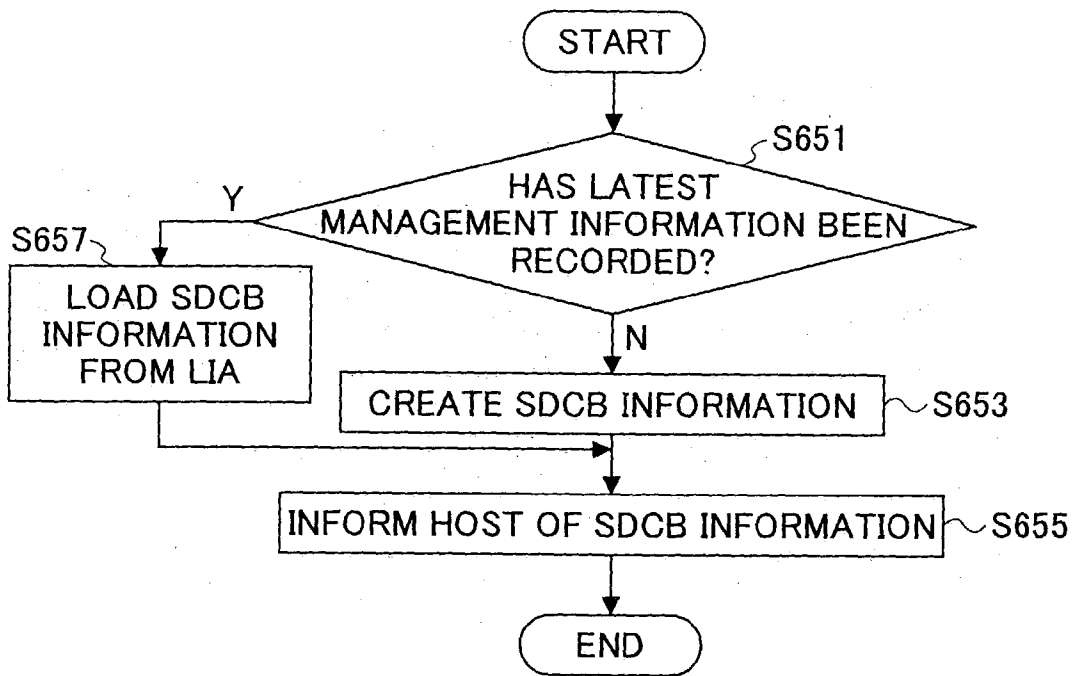 START
S651
HAS LATEST
MANAGEMENT INFORMATION BEEN
RECORDED?
Y
S657
LOAD SDCB
INFORMATION
FROM LIA
N
CREATE SDCB INFORMATION
S653
INFORM HOST OF SDCB INFORMATION
S655
END